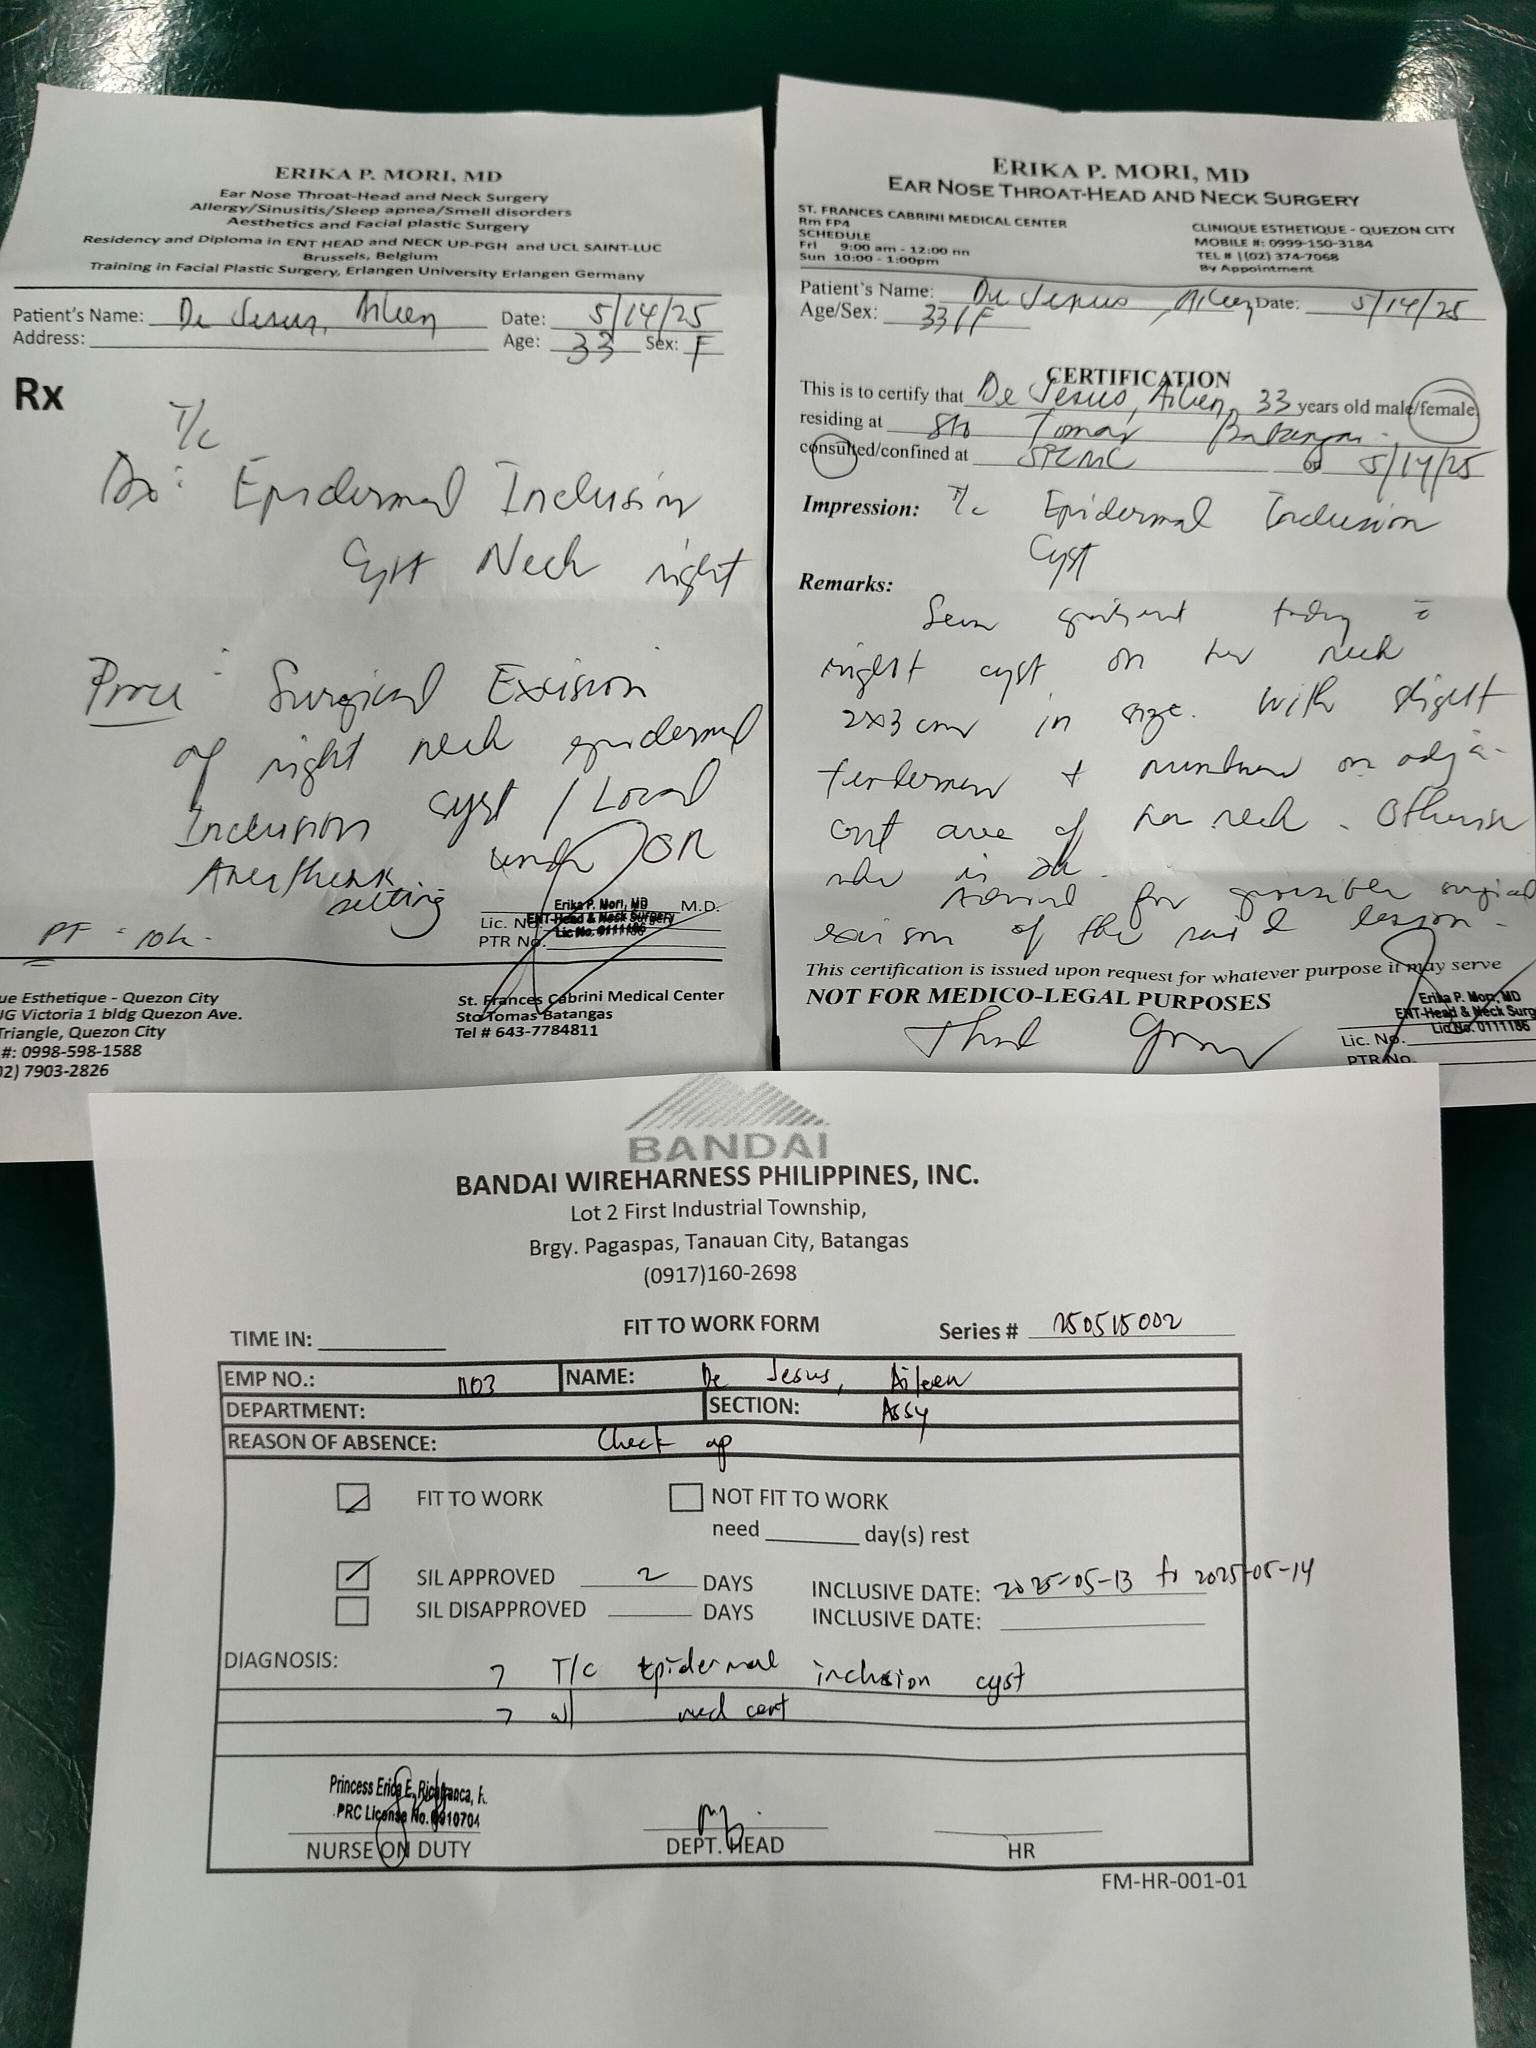 ERIKA P. MORI, MD
Ear Nose Throat-Head and Neck Surgery
Allergy/Sinusitis/Sleep apnea/Smell disorders
Aesthetics and Facial plastic Surgery
Residency and Diploma in ENT HEAD and NECK UP-PGH and UCL SAINT-LUC
Brussels, Belgium
Training in Facial Plastic Surgery, Erlangen University Erlangen Germany
Patient's Name: De Jesus, Aileen Date: 5/14/25
Address: Age: 33 Sex: F
Rx
T/c
Dx: Epidermal Inclusion
Cyst Neck right
Proc: Surgical Excision
of right neck epidermal
Inclusion cyst / Local
Anesthesia under OR
setting
PF = 10k.
Erika P. Mori, MD M.D.
ENT-Head & Neck Surgery
Lic. No. Lic No. 0111186
PTR No.
ue Esthetique - Quezon City
UG Victoria 1 bldg Quezon Ave.
Triangle, Quezon City
#: 0998-598-1588
02) 7903-2826
St. Frances Cabrini Medical Center
Sto Tomas Batangas
Tel # 643-7784811
ERIKA P. MORI, MD
EAR NOSE THROAT-HEAD AND NECK SURGERY
ST. FRANCES CABRINI MEDICAL CENTER
Rm FP4
SCHEDULE
Fri 9:00 am - 12:00 nn
Sun 10:00 - 1:00pm
CLINIQUE ESTHETIQUE - QUEZON CITY
MOBILE #: 0999-150-3184
TEL # (02) 374-7068
By Appointment
Patient's Name: De Jesus, Aileen Date: 5/14/25
Age/Sex: 33/F
CERTIFICATION
This is to certify that De Jesus, Aileen, 33 years old male/female
residing at Sto Tomas Batangas
consulted/confined at SFCMC on 5/14/25
Impression: T/c Epidermal Inclusion
Cyst
Remarks:
Seen patient today c
right cyst on her neck
2x3 cm in size. With slight
tenderness + numbness on adja-
cent area of her neck. Otherwise
she is ok.
Advised for possible surgical
excision of the said lesion.
This certification is issued upon request for whatever purpose it may serve
NOT FOR MEDICO-LEGAL PURPOSES
Thank you
Erika P. Mori, MD
ENT-Head & Neck Surg
Lic No. 0111186
Lic. No.
PTR No.
BANDAI
BANDAI WIREHARNESS PHILIPPINES, INC.
Lot 2 First Industrial Township,
Brgy. Pagaspas, Tanauan City, Batangas
(0917)160-2698
TIME IN: FIT TO WORK FORM Series # 250515002
EMP NO.: 1103 NAME: De Jesus, Aileen
DEPARTMENT: SECTION: Assy
REASON OF ABSENCE: Check up
FIT TO WORK NOT FIT TO WORK
need day(s) rest
SIL APPROVED 2 DAYS INCLUSIVE DATE: 2025-05-13 to 2025-05-14
SIL DISAPPROVED DAYS INCLUSIVE DATE:
DIAGNOSIS: > T/c Epidermal inclusion cyst
> w/ med cert
Princess Erica E.
PRC License No. 0910704
NURSE ON DUTY DEPT. HEAD HR
FM-HR-001-01